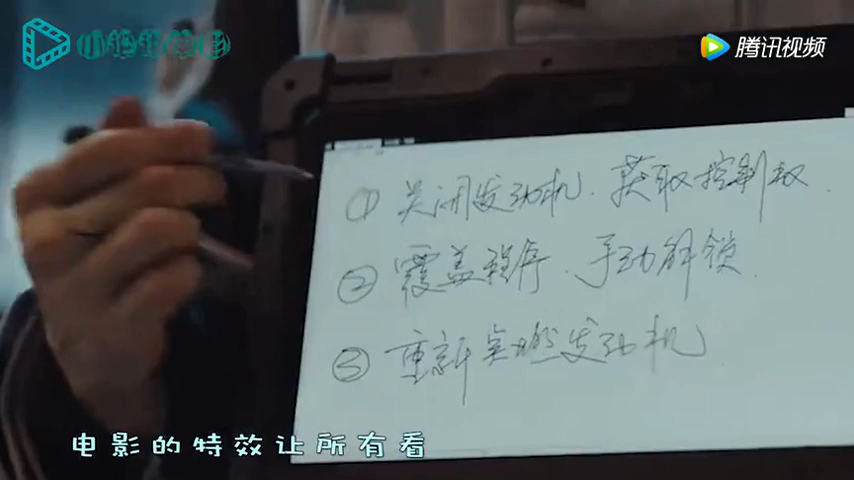 腾讯视频
① 关闭发动机、获取控制权.
② 覆盖程序、手动解锁.
③ 重新点燃发动机
电影的特效让所有看